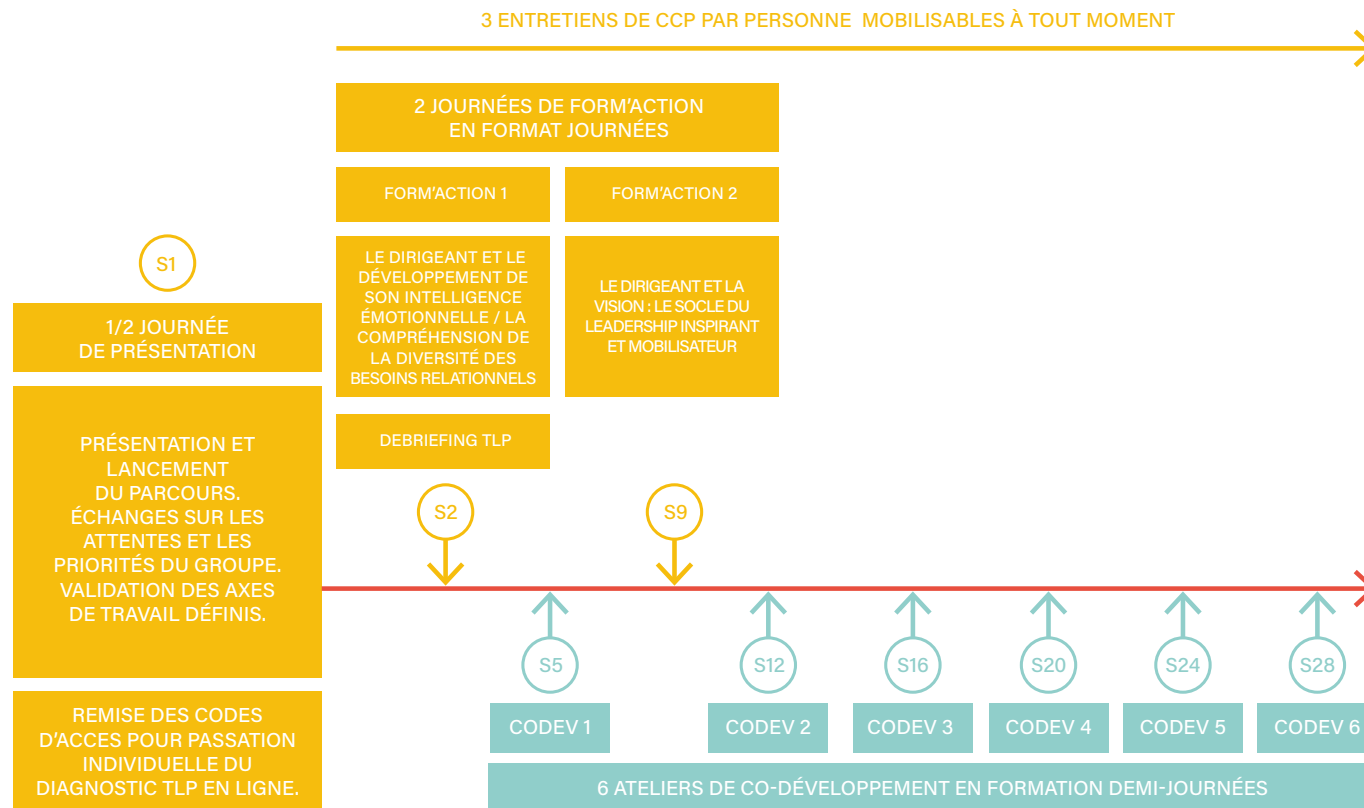 3 ENTRETIENS DE CCP PAR PERSONNE MOBILISABLES À TOUT MOMENT
2 JOURNÉES DE FORM'ACTION
EN FORMAT JOURNÉES
FORM'ACTION 1
FORM'ACTION 2
LE DIRIGEANT ET LE
DÉVELOPPEMENT DE
SON INTELLIGENCE
ÉMOTIONNELLE / LA
COMPRÉHENSION DE
LA DIVERSITÉ DES
BESOINS RELATIONNELS
LE DIRIGEANT ET LA
VISION : LE SOCLE DU
LEADERSHIP INSPIRANT
ET MOBILISATEUR
DEBRIEFING TLP
S1
1/2 JOURNÉE
DE PRÉSENTATION
PRÉSENTATION ET
LANCEMENT
DU PARCOURS.
ÉCHANGES SUR LES
ATTENTES ET LES
PRIORITÉS DU GROUPE.
VALIDATION DES AXES
DE TRAVAIL DÉFINIS.
REMISE DES CODES
D'ACCES POUR PASSATION
INDIVIDUELLE DU
DIAGNOSTIC TLP EN LIGNE.
S2
S9
S5
S12
S16
S20
S24
S28
CODEV 1
CODEV 2
CODEV 3
CODEV 4
CODEV 5
CODEV 6
6 ATELIERS DE CO-DÉVELOPPEMENT EN FORMATION DEMI-JOURNÉES